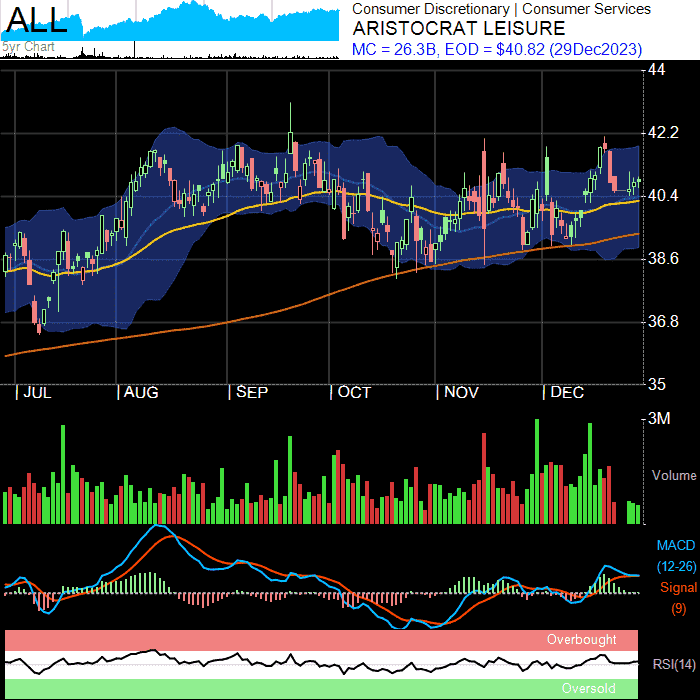 ALL
5yr Chart
Consumer Discretionary | Consumer Services
ARISTOCRAT LEISURE
MC = 26.3B, EOD = $40.82 (29Dec2023)
44
42.2
40.4
38.6
36.8
35
JUL AUG SEP OCT NOV DEC
3M
Volume
MACD
(12-26)
Signal
(9)
Overbought
RSI(14)
Oversold